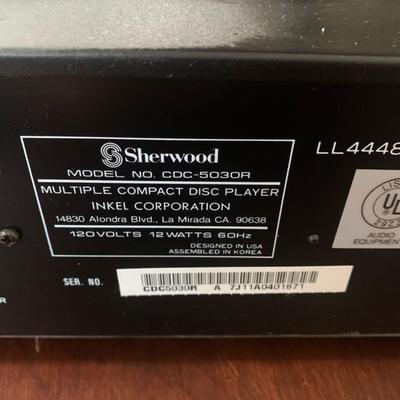 Sherwood
MODEL NO. CDC-5030R
MULTIPLE COMPACT DISC PLAYER
INKEL CORPORATION
14830 Alondra Blvd., La Mirada CA. 90638
120VOLTS 12WATTS 60Hz
DESIGNED IN USA
ASSEMBLED IN KOREA
LL4448
LIS
UL
AUDIO
EQUIPMEN
SER. NO.
CDC5030R A 7J11A0401871
R